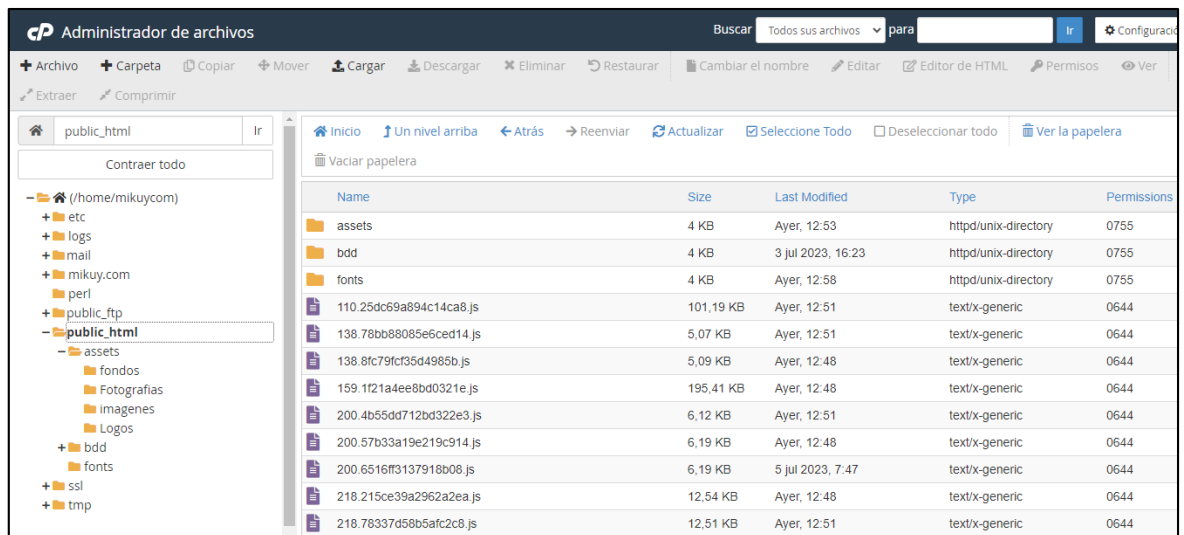 cP Administrador de archivos Buscar Todos sus archivos para Ir Configuració
Archivo Carpeta Copiar Mover Cargar Descargar Eliminar Restaurar Cambiar el nombre Editar Editor de HTML Permisos Ver
Extraer Comprimir
public_html Ir
Contraer todo
(/home/mikuycom)
etc
logs
mail
mikuy.com
perl
public_ftp
public_html
assets
fondos
Fotografias
imagenes
Logos
bdd
fonts
ssl
tmp
Inicio Un nivel arriba Atrás Reenviar Actualizar Seleccione Todo Deseleccionar todo Ver la papelera
Vaciar papelera
Name Size Last Modified Type Permissions
assets 4 KB Ayer, 12:53 httpd/unix-directory 0755
bdd 4 KB 3 jul 2023, 16:23 httpd/unix-directory 0755
fonts 4 KB Ayer, 12:58 httpd/unix-directory 0755
110.25dc69a894c14ca8.js 101,19 KB Ayer, 12:51 text/x-generic 0644
138.78bb88085e6ced14.js 5,07 KB Ayer, 12:51 text/x-generic 0644
138.8fc79fcf35d4985b.js 5,09 KB Ayer, 12:48 text/x-generic 0644
159.1f21a4ee8bd0321e.js 195,41 KB Ayer, 12:48 text/x-generic 0644
200.4b55dd712bd322e3.js 6,12 KB Ayer, 12:51 text/x-generic 0644
200.57b33a19e219c914.js 6,19 KB Ayer, 12:48 text/x-generic 0644
200.6516ff3137918b08.js 6,19 KB 5 jul 2023, 7:47 text/x-generic 0644
218.215ce39a2962a2ea.js 12,54 KB Ayer, 12:48 text/x-generic 0644
218.78337d58b5afc2c8.js 12,51 KB Ayer, 12:51 text/x-generic 0644